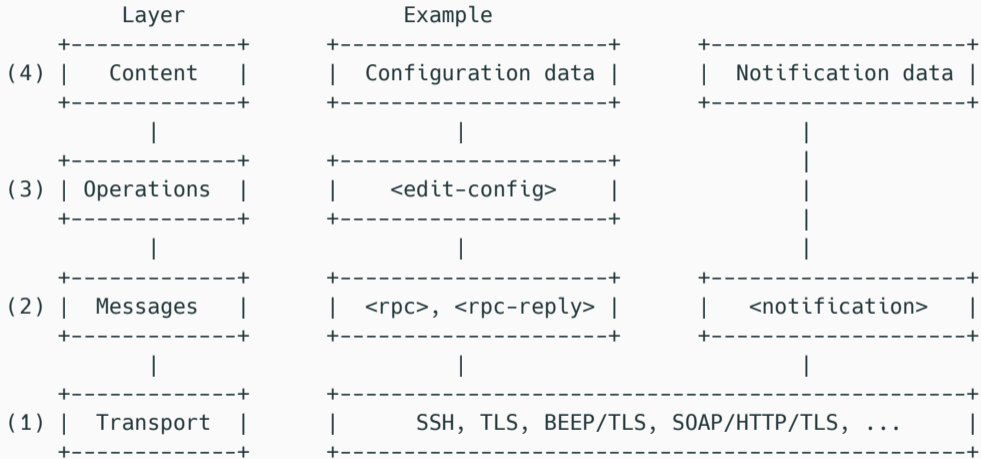 Layer Example
(4) Content Configuration data Notification data
(3) Operations <edit-config>
(2) Messages <rpc>, <rpc-reply> <notification>
(1) Transport SSH, TLS, BEEP/TLS, SOAP/HTTP/TLS, ...